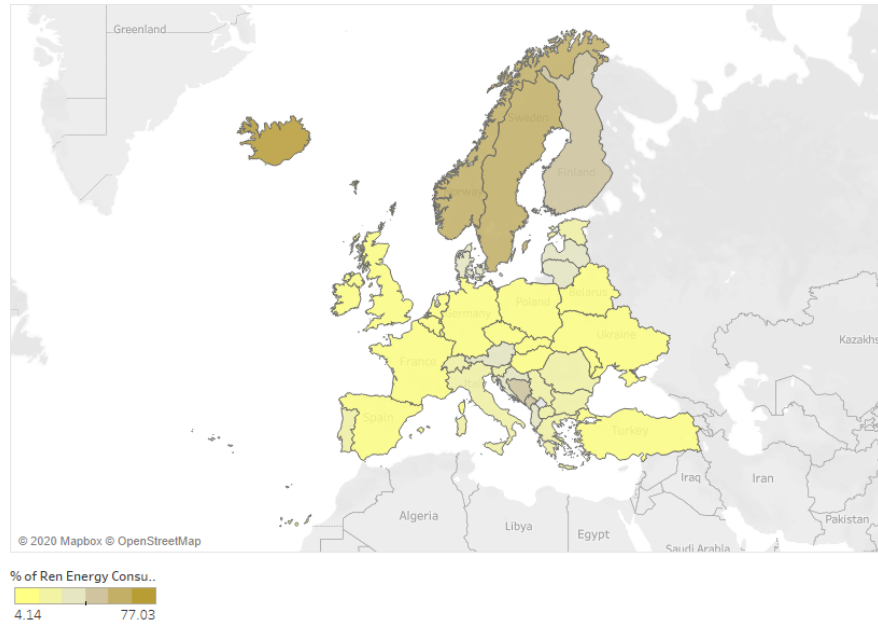 Greenland
Sweden
Norway
Finland
Belarus
Poland
Germany
Ukraine
Kazakhs
France
Spain
Turkey
Iraq
Iran
Algeria
Libya
Egypt
Pakistan
Saudi Arabia
© 2020 Mapbox © OpenStreetMap
% of Ren Energy Consu..
4.14 77.03